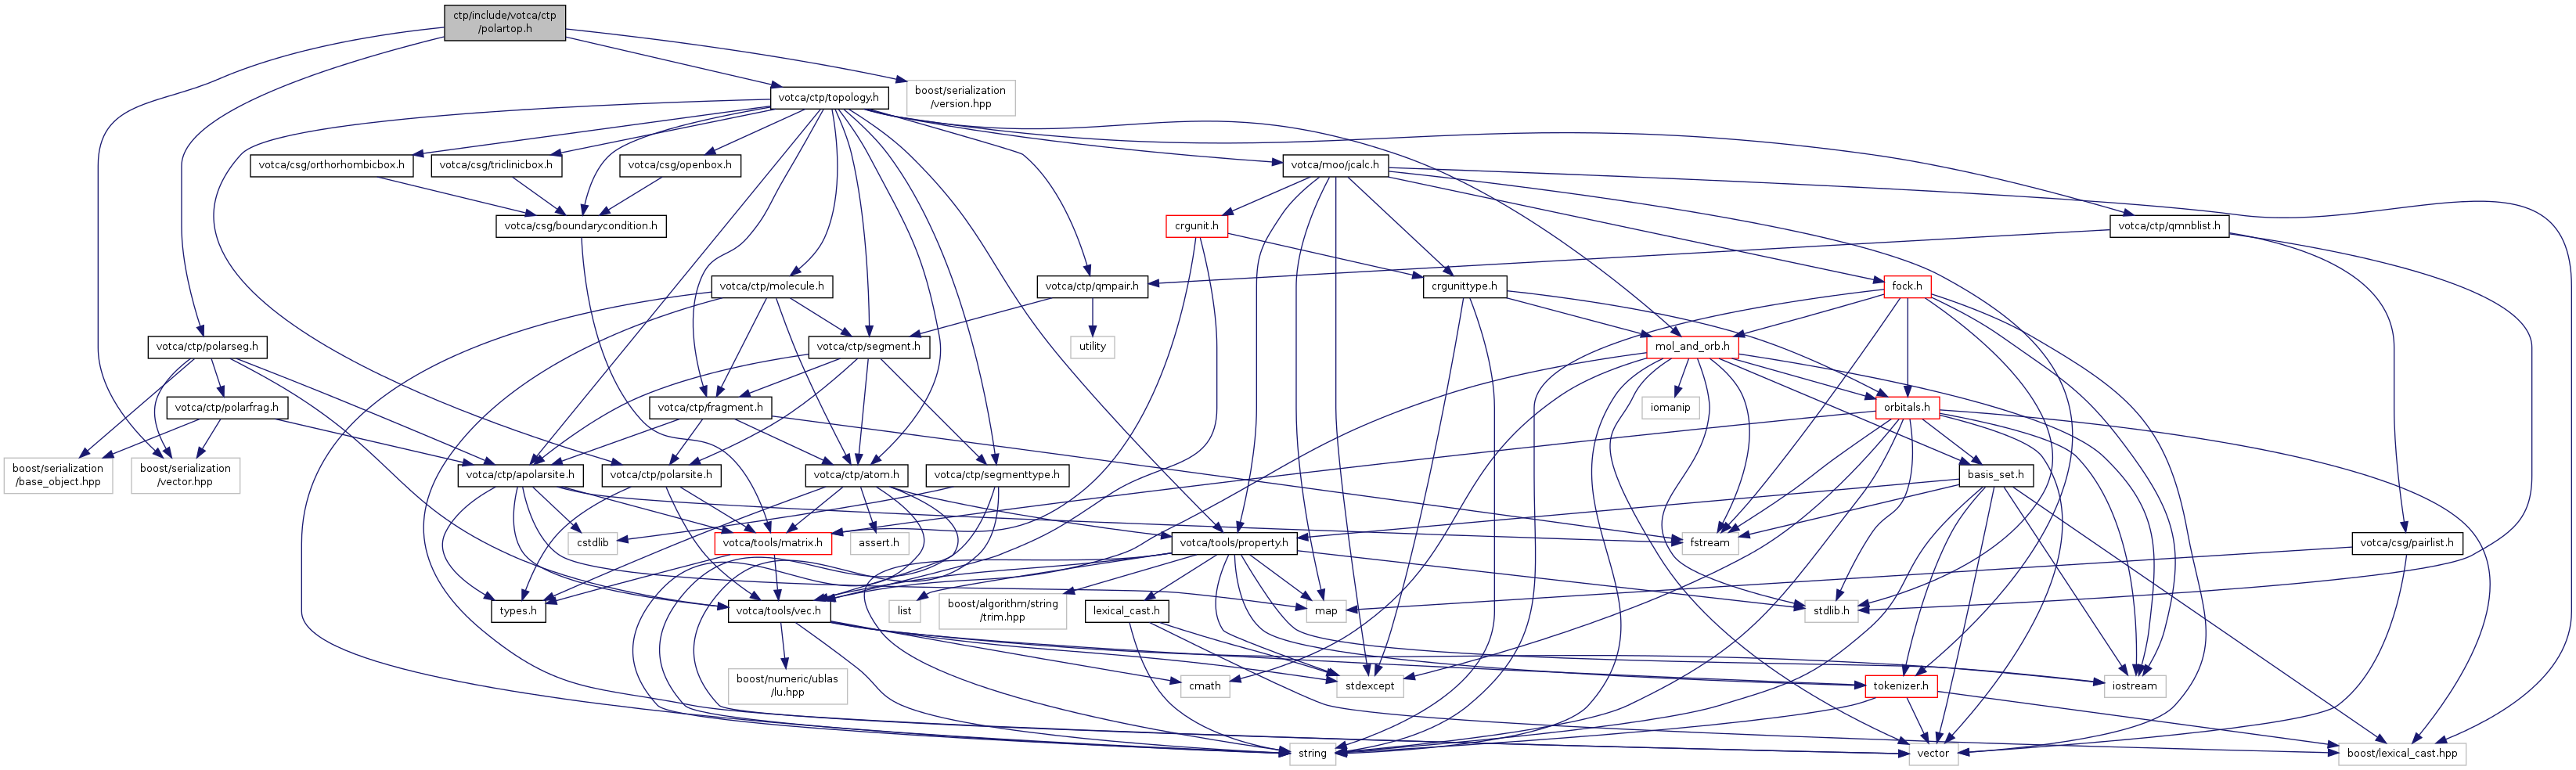 ctp/include/votca/ctp
/polartop.h
boost/serialization
/version.hpp
votca/ctp/topology.h
votca/csg/orthorhombicbox.h
votca/csg/triclinicbox.h
votca/csg/openbox.h
votca/moo/jcalc.h
votca/csg/boundarycondition.h
crgunit.h
votca/ctp/qmnblist.h
votca/ctp/molecule.h
votca/ctp/qmpair.h
crgunittype.h
fock.h
votca/ctp/polarseg.h
votca/ctp/segment.h
utility
mol_and_orb.h
votca/ctp/polarfrag.h
votca/ctp/fragment.h
iomanip
orbitals.h
boost/serialization
/base_object.hpp
boost/serialization
/vector.hpp
votca/ctp/apolarsite.h
votca/ctp/polarsite.h
votca/ctp/atom.h
votca/ctp/segmenttype.h
basis_set.h
cstdlib
votca/tools/matrix.h
assert.h
votca/tools/property.h
fstream
votca/csg/pairlist.h
types.h
votca/tools/vec.h
list
boost/algorithm/string
/trim.hpp
lexical_cast.h
map
stdlib.h
boost/numeric/ublas
/lu.hpp
cmath
stdexcept
tokenizer.h
iostream
string
vector
boost/lexical_cast.hpp